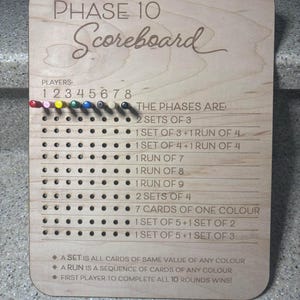 PHASE 10
Scoreboard
PLAYERS:
1 2 3 4 5 6 7 8
THE PHASES ARE:
2 SETS OF 3
1 SET OF 3 + 1 RUN OF 4
1 SET OF 4 + 1 RUN OF 4
1 RUN OF 7
1 RUN OF 8
1 RUN OF 9
2 SETS OF 4
7 CARDS OF ONE COLOUR
1 SET OF 5 + 1 SET OF 2
1 SET OF 5 + 1 SET OF 3
A SET IS ALL CARDS OF SAME VALUE OF ANY COLOUR
A RUN IS A SEQUENCE OF CARDS OF ANY COLOUR
FIRST PLAYER TO COMPLETE ALL 10 ROUNDS WINS!